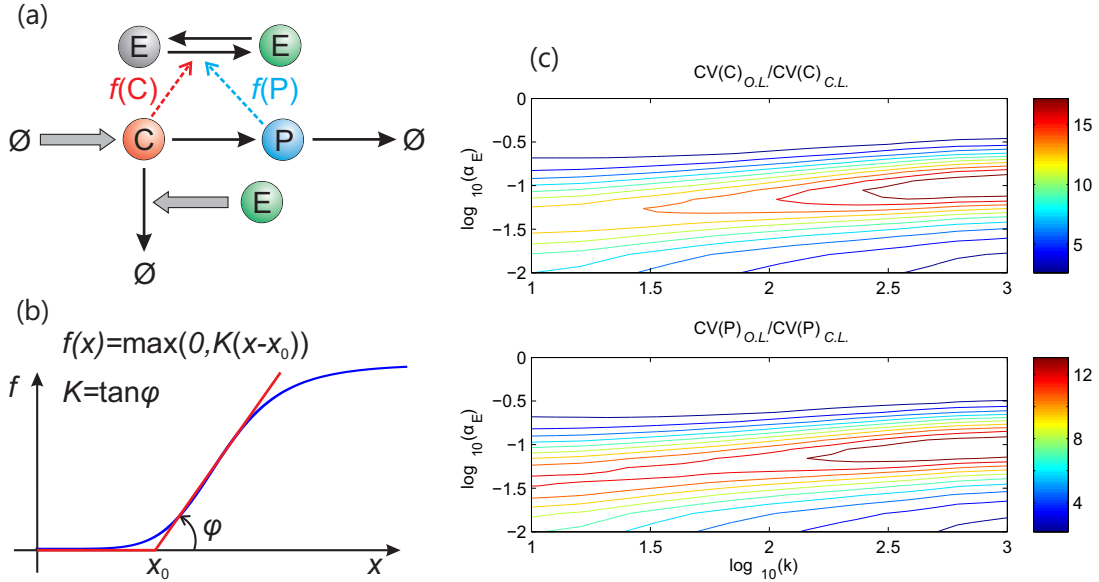 (a)
E E
f(C) f(P)
Ø C P Ø
E
Ø
(b)
f(x)=max(0,K(x-x₀))
K=tanφ
f
φ
x₀ x
(c)
CV(C)O.L./CV(C)C.L.
log ₁₀(α E)
0
-0.5
-1.0
-1.5
-2
1 1.5 2 2.5 3
15
10
5
CV(P)O.L./CV(P)C.L.
log ₁₀(α E)
0
-0.5
-1
-1.5
-2
1 1.5 2 2.5 3
log ₁₀(k)
12
8
4